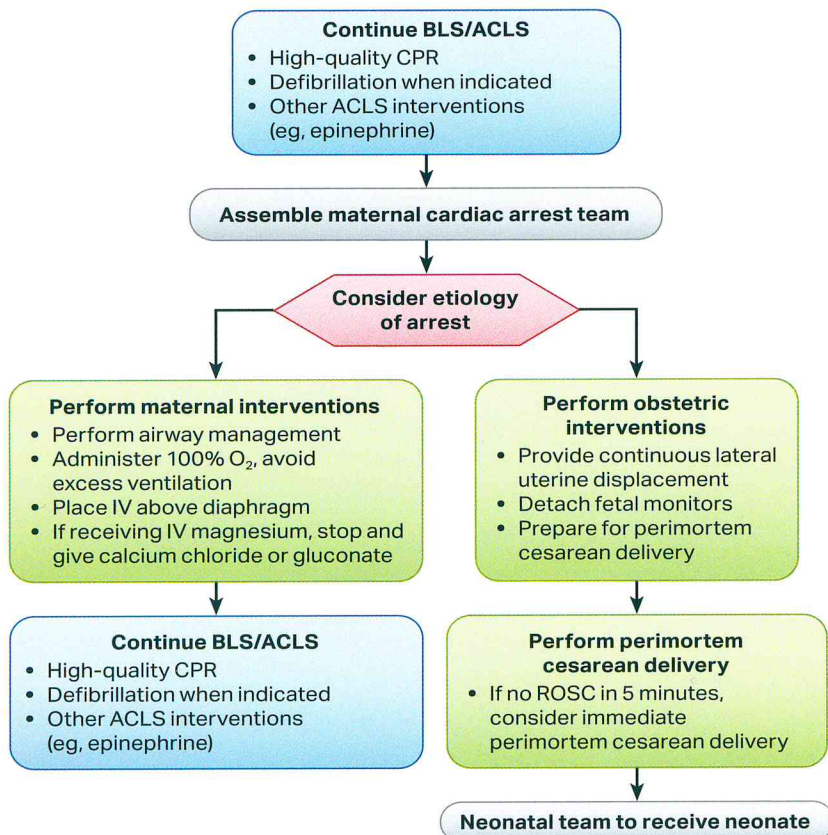 Continue BLS/ACLS
• High-quality CPR
• Defibrillation when indicated
• Other ACLS interventions
(eg, epinephrine)
Assemble maternal cardiac arrest team
Consider etiology
of arrest
Perform maternal interventions
• Perform airway management
• Administer 100% O₂, avoid
excess ventilation
• Place IV above diaphragm
• If receiving IV magnesium, stop and
give calcium chloride or gluconate
Continue BLS/ACLS
• High-quality CPR
• Defibrillation when indicated
• Other ACLS interventions
(eg, epinephrine)
Perform obstetric
interventions
• Provide continuous lateral
uterine displacement
• Detach fetal monitors
• Prepare for perimortem
cesarean delivery
Perform perimortem
cesarean delivery
• If no ROSC in 5 minutes,
consider immediate
perimortem cesarean delivery
Neonatal team to receive neonate